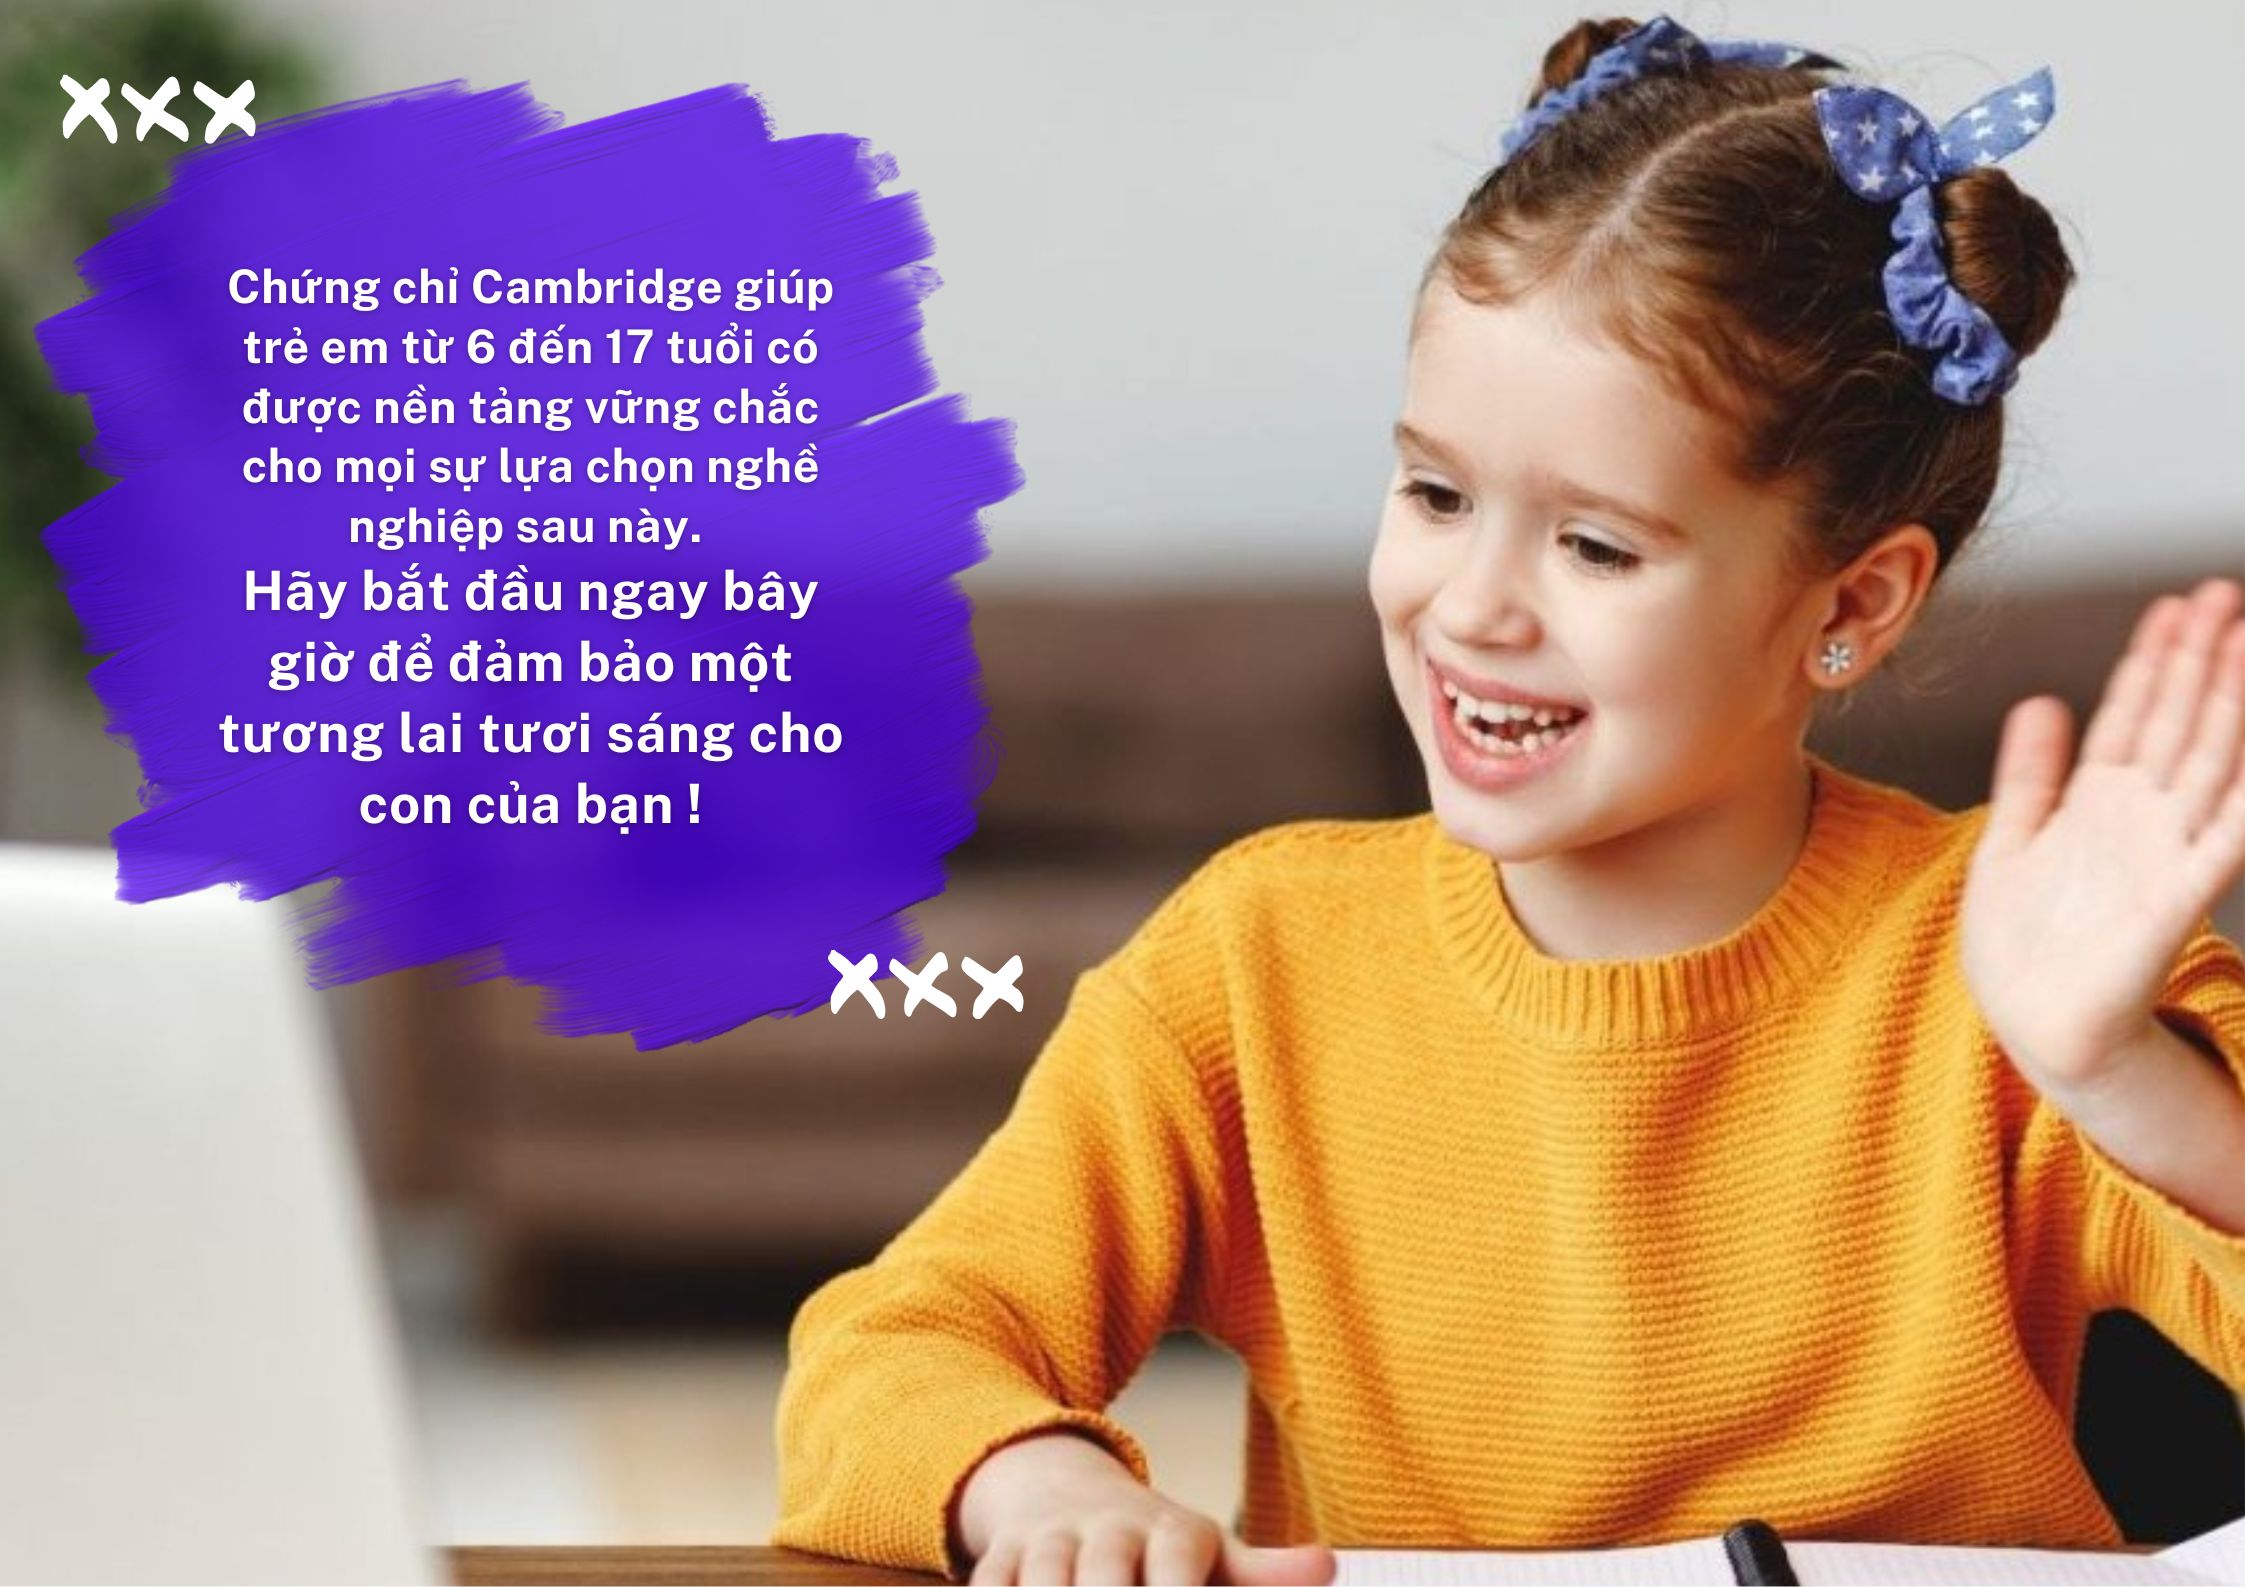 Chứng chỉ Cambridge giúp
trẻ em từ 6 đến 17 tuổi có
được nền tảng vững chắc
cho mọi sự lựa chọn nghề
nghiệp sau này.
Hãy bắt đầu ngay bây
giờ để đảm bảo một
tương lai tươi sáng cho
con của bạn !